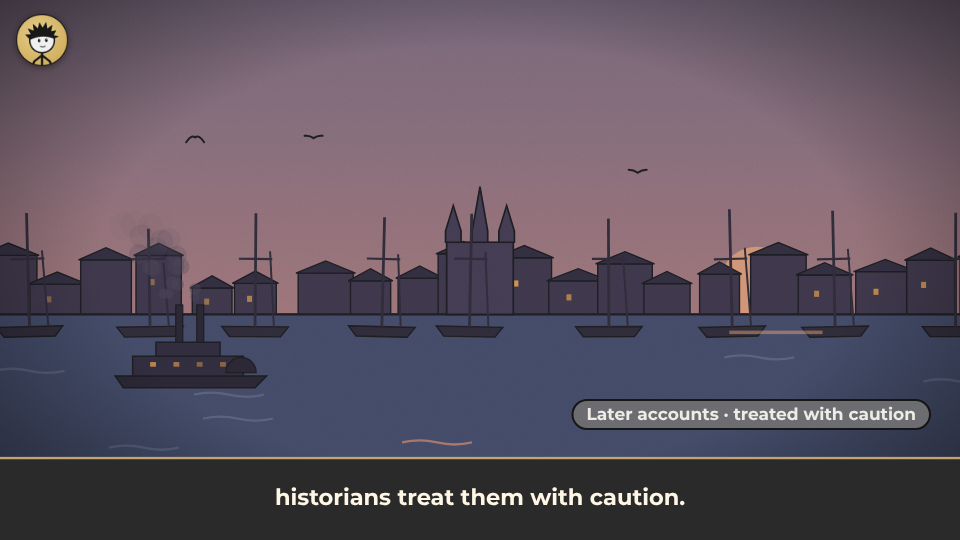 Later accounts · treated with caution
historians treat them with caution.